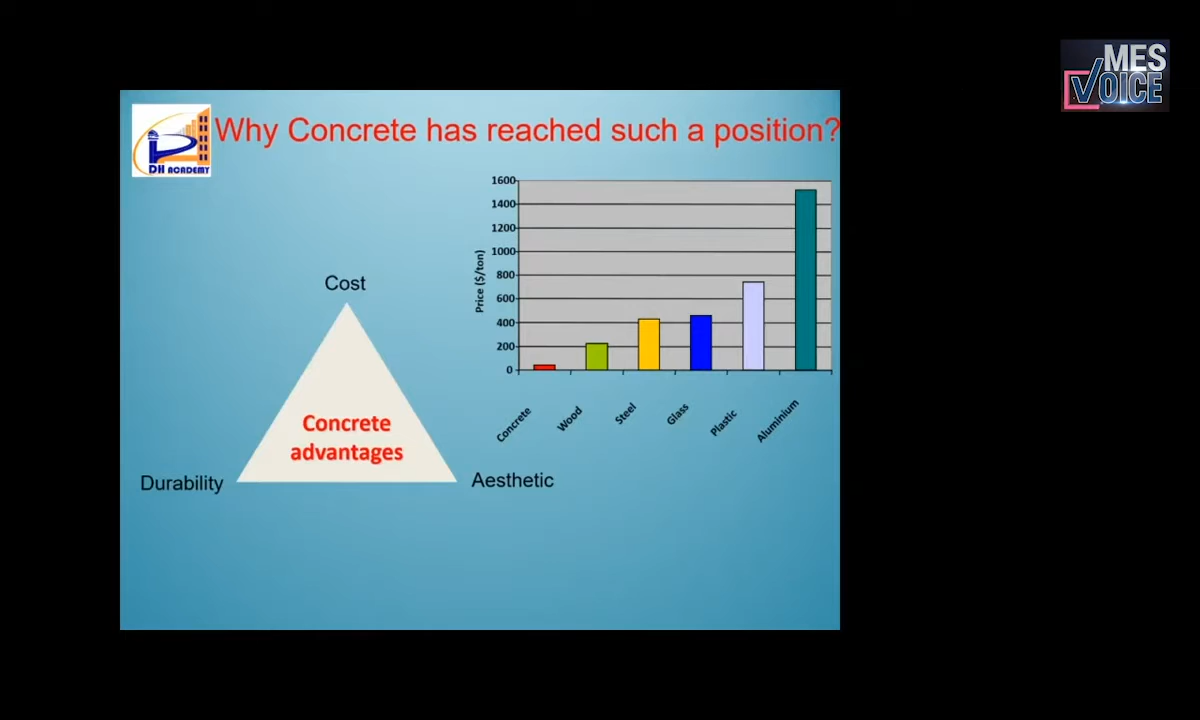 MES
VOICE
DH ACADEMY
Why Concrete has reached such a position?
Cost
Concrete
advantages
Durability
Aesthetic
Price ($/ton)
1600
1400
1200
1000
800
600
400
200
0
Concrete
Wood
Steel
Glass
Plastic
Aluminium